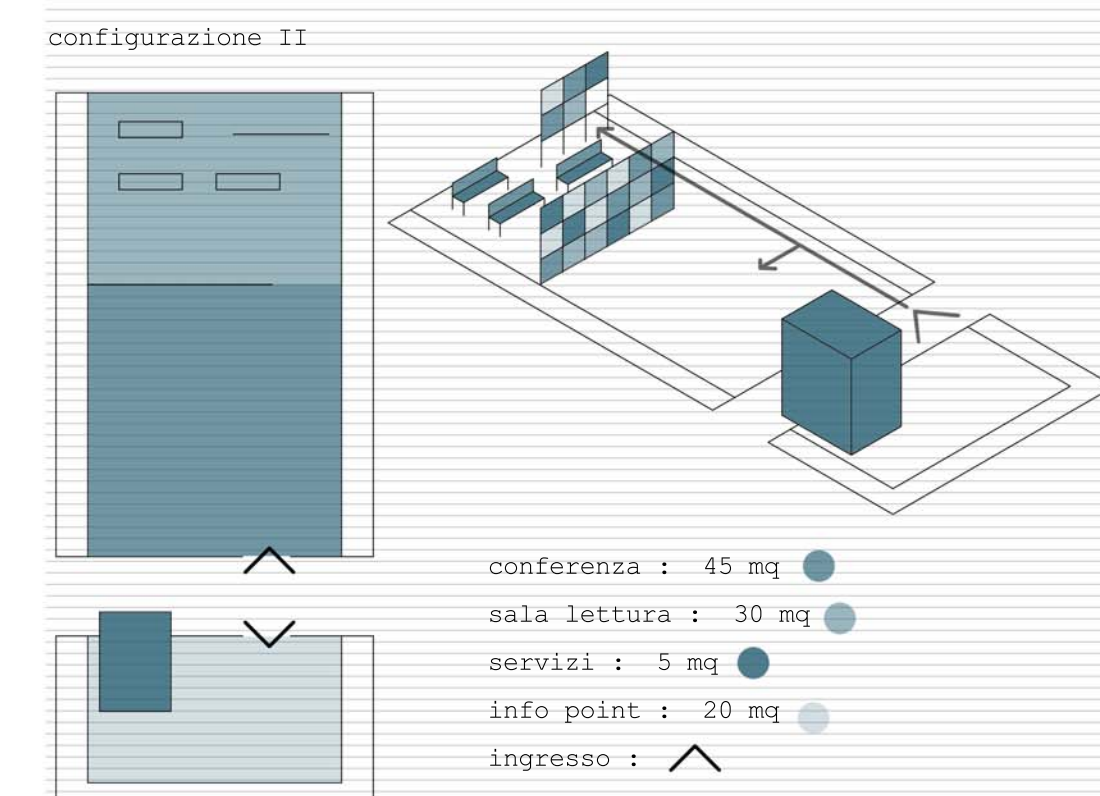 configurazione II
conferenza : 45 mq
sala lettura : 30 mq
servizi : 5 mq
info point : 20 mq
ingresso :